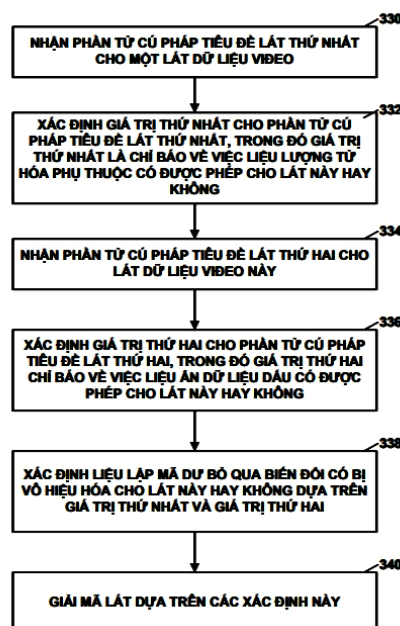 330
NHẬN PHẦN TỬ CÚ PHÁP TIÊU ĐỀ LÁT THỨ NHẤT
CHO MỘT LÁT DỮ LIỆU VIDEO
332
XÁC ĐỊNH GIÁ TRỊ THỨ NHẤT CHO PHẦN TỬ CÚ
PHÁP TIÊU ĐỀ LÁT THỨ NHẤT, TRONG ĐÓ GIÁ TRỊ
THỨ NHẤT LÀ CHỈ BÁO VỀ VIỆC LIỆU LƯỢNG TỬ
HÓA PHỤ THUỘC CÓ ĐƯỢC PHÉP CHO LÁT NÀY HAY
KHÔNG
334
NHẬN PHẦN TỬ CÚ PHÁP TIÊU ĐỀ LÁT THỨ HAI CHO
LÁT DỮ LIỆU VIDEO NÀY
336
XÁC ĐỊNH GIÁ TRỊ THỨ HAI CHO PHẦN TỬ CÚ PHÁP
TIÊU ĐỀ LÁT THỨ HAI, TRONG ĐÓ GIÁ TRỊ THỨ HAI
CHỈ BÁO VỀ VIỆC LIỆU ẨN DỮ LIỆU DẤU CÓ ĐƯỢC
PHÉP CHO LÁT NÀY HAY KHÔNG
338
XÁC ĐỊNH LIỆU LẬP MÃ DƯ BỎ QUA BIẾN ĐỔI CÓ BỊ
VÔ HIỆU HÓA CHO LÁT NÀY HAY KHÔNG DỰA TRÊN
GIÁ TRỊ THỨ NHẤT VÀ GIÁ TRỊ THỨ HAI
340
GIẢI MÃ LÁT DỰA TRÊN CÁC XÁC ĐỊNH NÀY